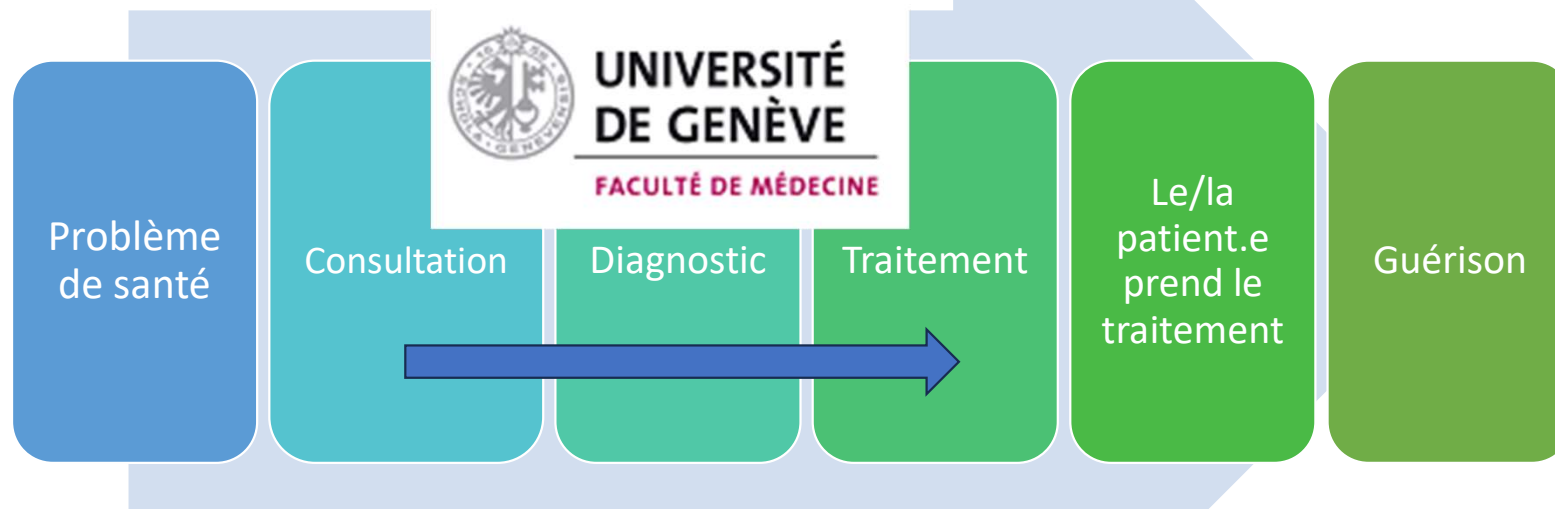 UNIVERSITÉ
DE GENÈVE
FACULTÉ DE MÉDECINE
Problème
de santé
Consultation
Diagnostic
Traitement
Le/la
patient.e
prend le
traitement
Guérison